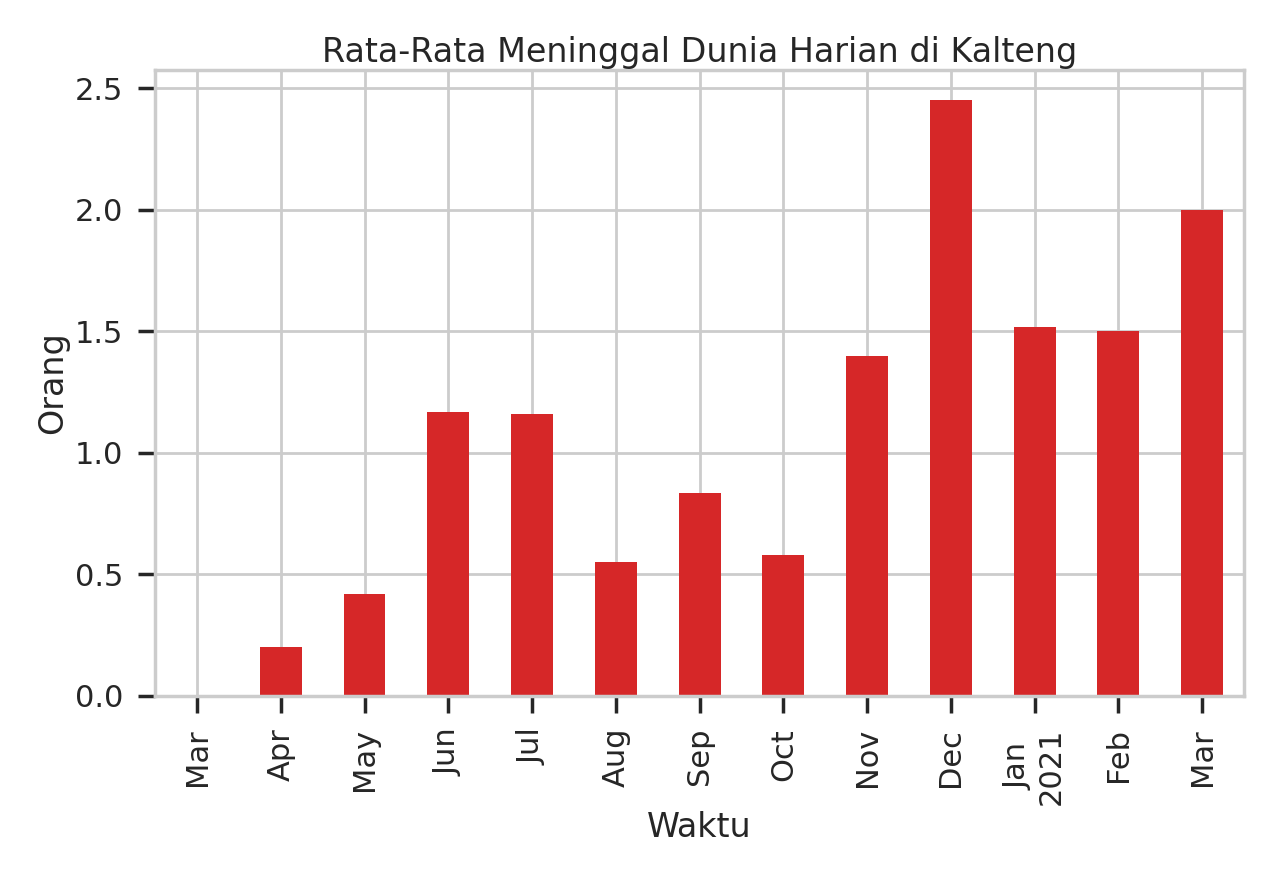 Rata-Rata Meninggal Dunia Harian di Kalteng
2.5
2.0
1.5
1.0
0.5
0.0
Orang
Mar
Apr
May
Jun
Jul
Aug
Sep
Oct
Nov
Dec
Jan
2021
Feb
Mar
Waktu